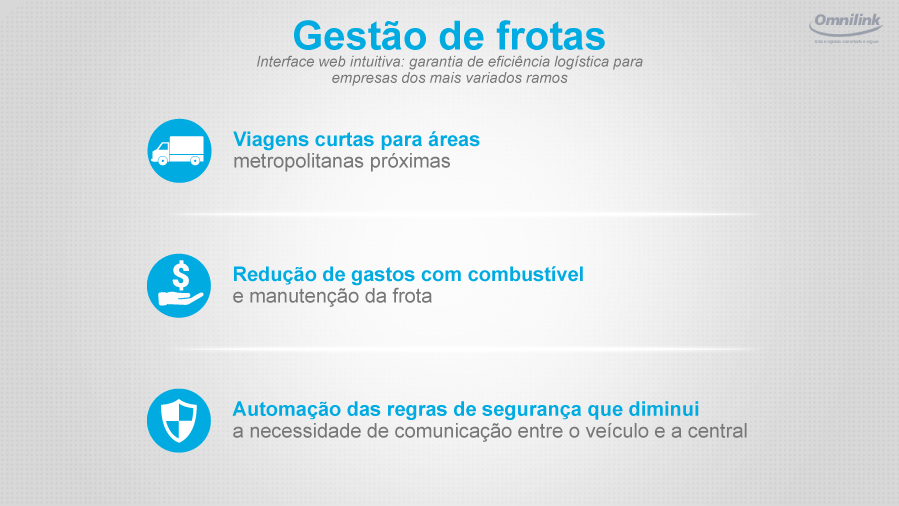 Gestão de frotas
Omnilink
Interface web intuitiva: garantia de eficiência logística para
empresas dos mais variados ramos
Viagens curtas para áreas
metropolitanas próximas
$
Redução de gastos com combustível
e manutenção da frota
Automação das regras de segurança que diminui
a necessidade de comunicação entre o veículo e a central